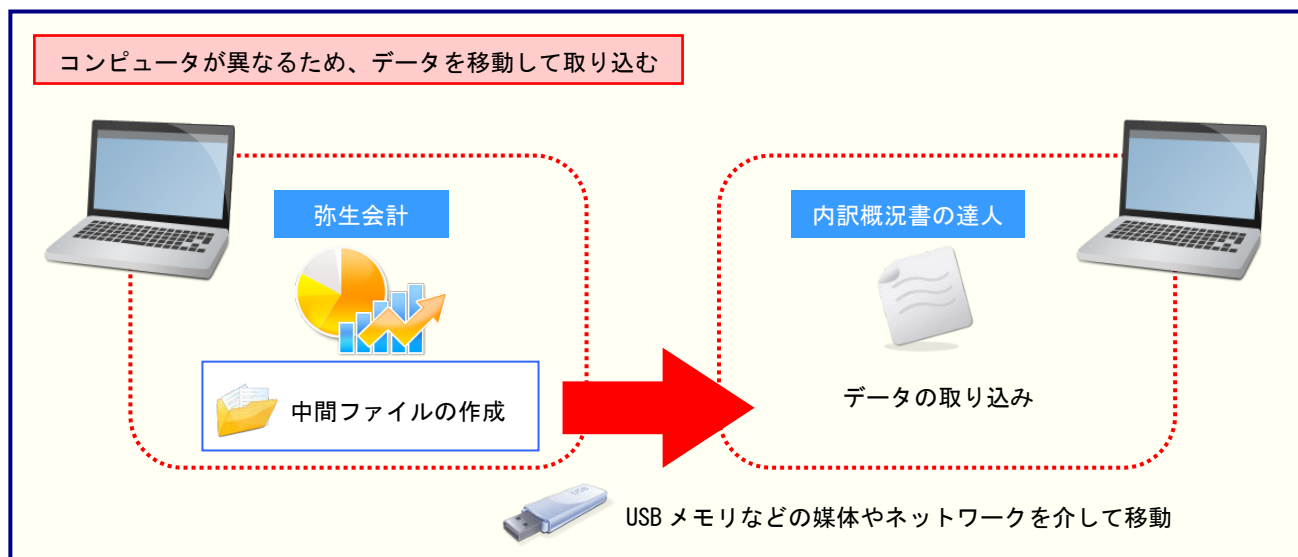 コンピュータが異なるため、データを移動して取り込む
弥生会計
内訳概況書の達人
中間ファイルの作成
データの取り込み
USB
USB メモリなどの媒体やネットワークを介して移動